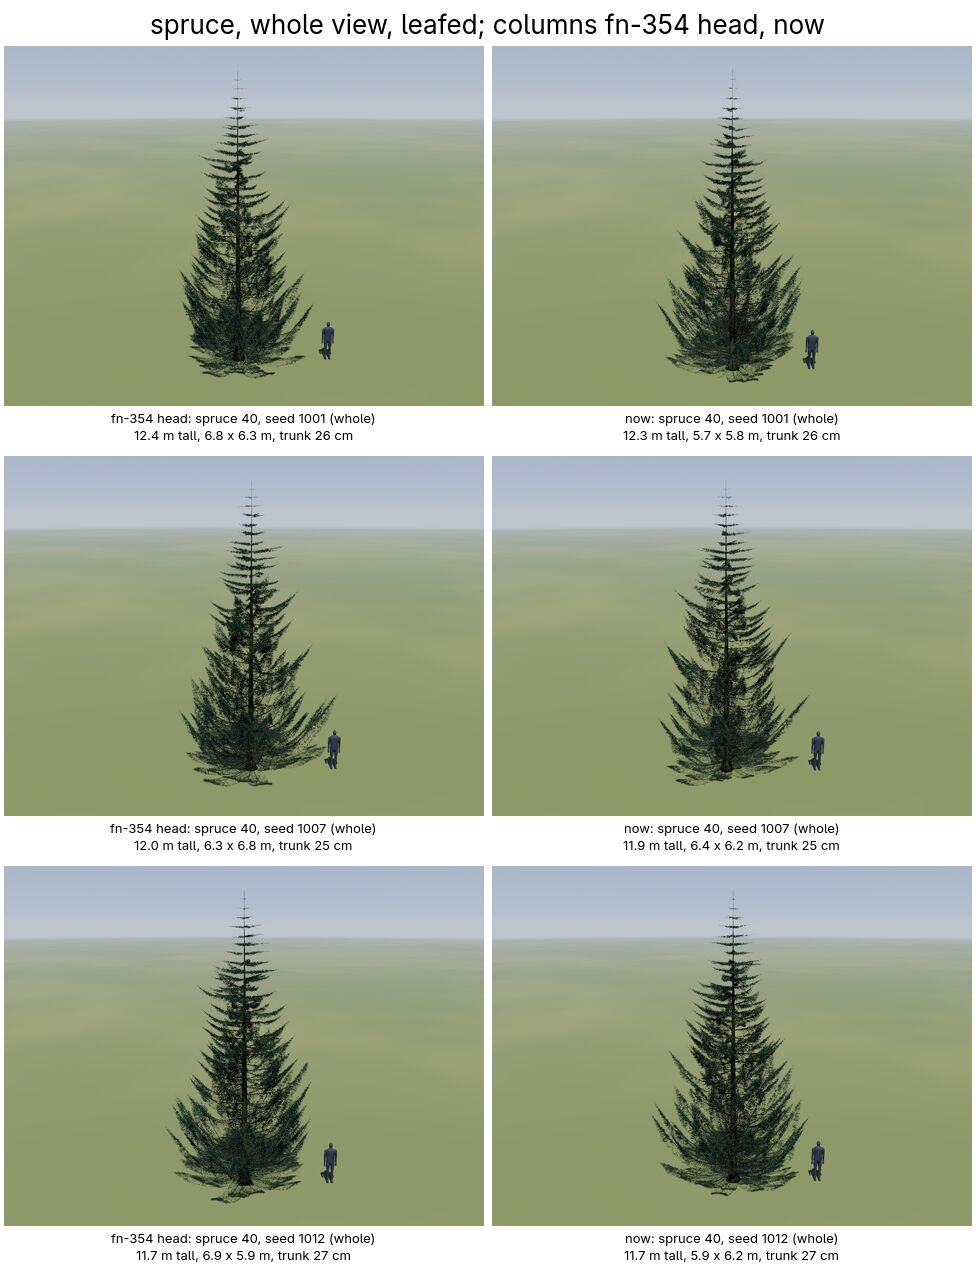 spruce, whole view, leafed; columns fn-354 head, now
fn-354 head: spruce 40, seed 1001 (whole)
12.4 m tall, 6.8 x 6.3 m, trunk 26 cm
now: spruce 40, seed 1001 (whole)
12.3 m tall, 5.7 x 5.8 m, trunk 26 cm
fn-354 head: spruce 40, seed 1007 (whole)
12.0 m tall, 6.3 x 6.8 m, trunk 25 cm
now: spruce 40, seed 1007 (whole)
11.9 m tall, 6.4 x 6.2 m, trunk 25 cm
fn-354 head: spruce 40, seed 1012 (whole)
11.7 m tall, 6.9 x 5.9 m, trunk 27 cm
now: spruce 40, seed 1012 (whole)
11.7 m tall, 5.9 x 6.2 m, trunk 27 cm